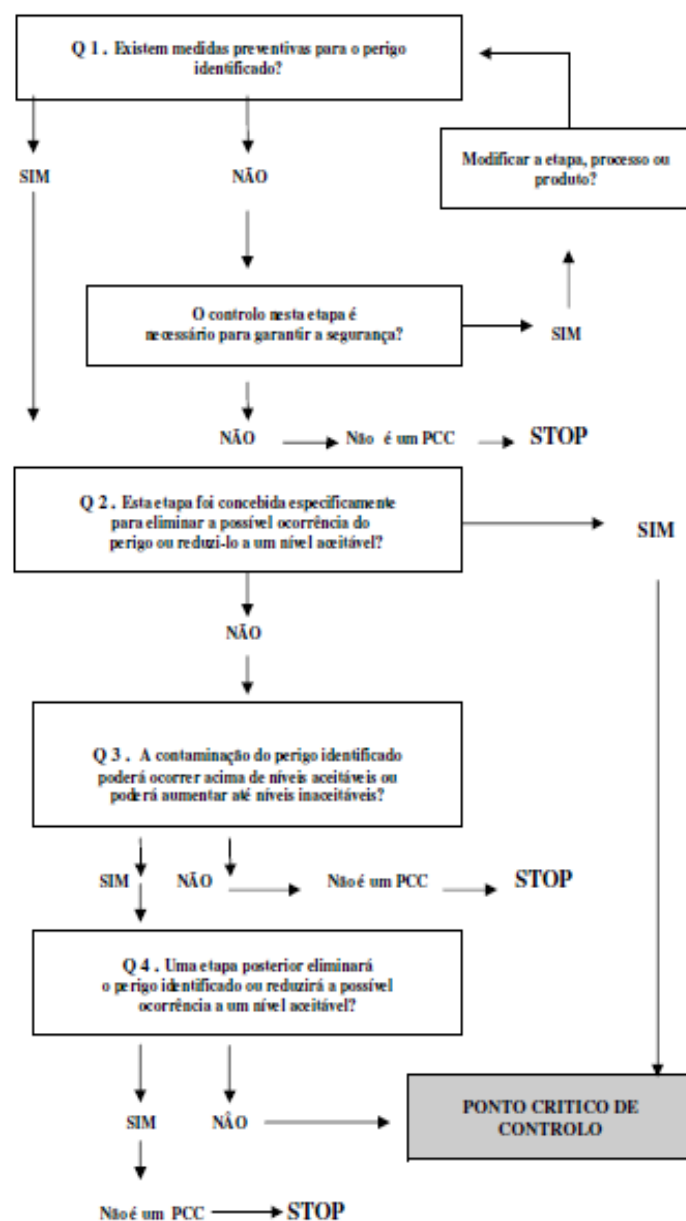 Q 1 . Existem medidas preventivas para o perigo
identificado?
Modificar a etapa, processo ou
produto?
SIM
NÃO
O controlo nesta etapa é
necessário para garantir a segurança?
SIM
NÃO
Não é um PCC
STOP
Q 2 . Esta etapa foi concebida especificamente
para eliminar a possível ocorrência do
perigo ou reduzi-lo a um nível aceitável?
SIM
NÃO
Q 3 . A contaminação do perigo identificado
poderá ocorrer acima de níveis aceitáveis ou
poderá aumentar até níveis inaceitáveis?
SIM
NÃO
Não é um PCC
STOP
Q 4 . Uma etapa posterior eliminará
o perigo identificado ou reduzirá a possível
ocorrência a um nível aceitável?
SIM
NÂO
PONTO CRITICO DE
CONTROLO
Não é um PCC
STOP